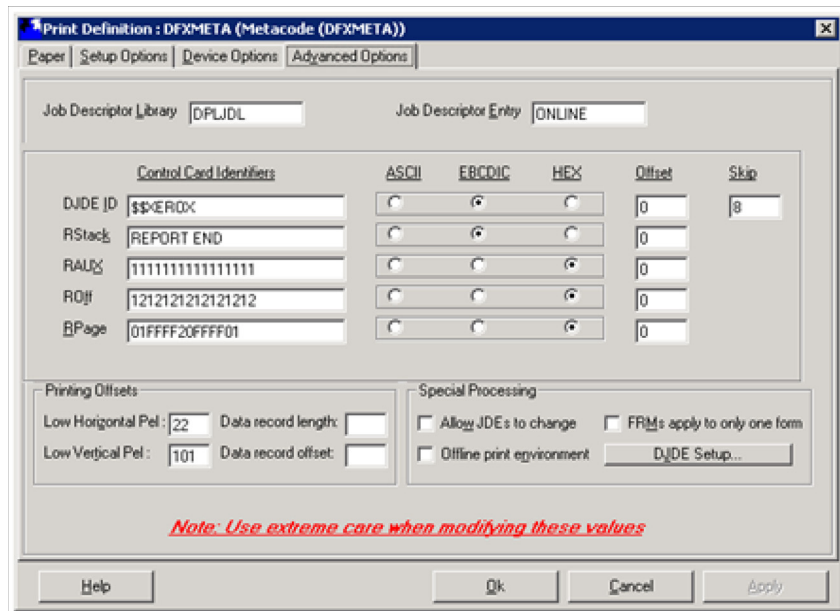 Print Definition : DFXMETA (Metacode (DFXMETA))
Paper Setup Options Device Options Advanced Options
Job Descriptor Library DPLJDL Job Descriptor Entry ONLINE
Control Card Identifiers ASCII EBCDIC HEX Offset Skip
DJDE ID $$XEROX 0 8
RStack REPORT END 0
RAUX 1111111111111111 0
ROff 1212121212121212 0
RPage 01FFFF20FFFF01 0
Printing Offsets Special Processing
Low Horizontal Pel : 22 Data record length: Allow JDEs to change FRMs apply to only one form
Low Vertical Pel : 101 Data record offset: Offline print environment DJDE Setup...
Note: Use extreme care when modifying these values
Help Ok Cancel Apply